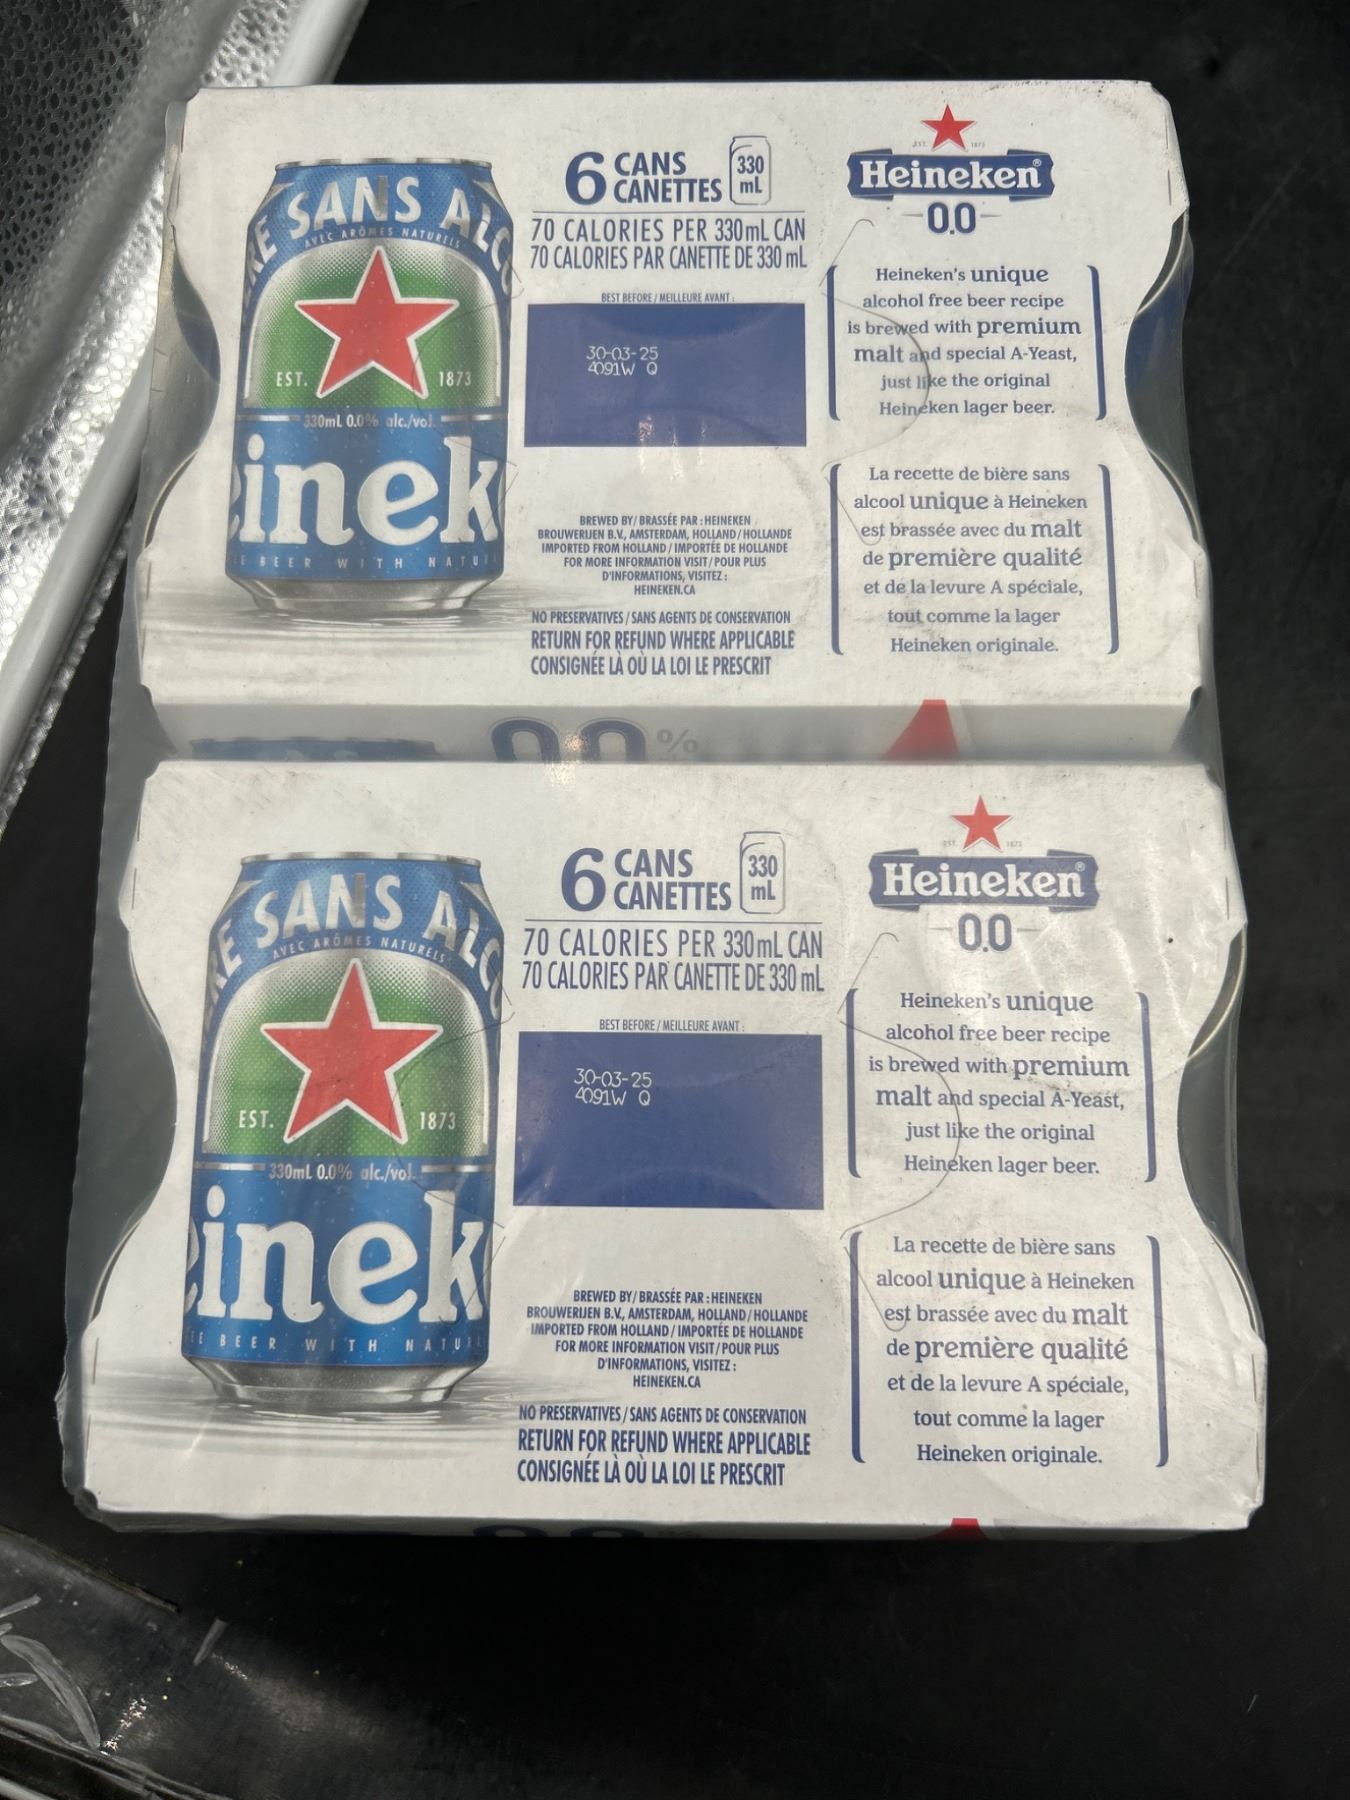 SANS ALC
AVEC ARÔMES NATURELS
EST. 1873
330mL 0.0% alc./vol.
einek
BEER WITH NATU
6 CANS
CANETTES
330
mL
70 CALORIES PER 330 mL CAN
70 CALORIES PAR CANETTE DE 330 mL
BEST BEFORE / MEILLEURE AVANT :
30-03-25
4091W Q
BREWED BY / BRASSÉE PAR : HEINEKEN
BROUWERIJEN B.V., AMSTERDAM, HOLLAND / HOLLANDE
IMPORTED FROM HOLLAND / IMPORTÉE DE HOLLANDE
FOR MORE INFORMATION VISIT / POUR PLUS
D'INFORMATIONS, VISITEZ :
HEINEKEN.CA
NO PRESERVATIVES / SANS AGENTS DE CONSERVATION
RETURN FOR REFUND WHERE APPLICABLE
CONSIGNÉE LÀ OÙ LA LOI LE PRESCRIT
EST. 1873
Heineken®
0.0
Heineken's unique
alcohol free beer recipe
is brewed with premium
malt and special A-Yeast,
just like the original
Heineken lager beer.
La recette de bière sans
alcool unique à Heineken
est brassée avec du malt
de première qualité
et de la levure A spéciale,
tout comme la lager
Heineken originale.
0.0%
SANS ALC
AVEC ARÔMES NATURELS
EST. 1873
330mL 0.0% alc./vol.
einek
BEER WITH NATU
6 CANS
CANETTES
330
mL
70 CALORIES PER 330 mL CAN
70 CALORIES PAR CANETTE DE 330 mL
BEST BEFORE / MEILLEURE AVANT :
30-03-25
4091W Q
BREWED BY / BRASSÉE PAR : HEINEKEN
BROUWERIJEN B.V., AMSTERDAM, HOLLAND / HOLLANDE
IMPORTED FROM HOLLAND / IMPORTÉE DE HOLLANDE
FOR MORE INFORMATION VISIT / POUR PLUS
D'INFORMATIONS, VISITEZ :
HEINEKEN.CA
NO PRESERVATIVES / SANS AGENTS DE CONSERVATION
RETURN FOR REFUND WHERE APPLICABLE
CONSIGNÉE LÀ OÙ LA LOI LE PRESCRIT
EST. 1873
Heineken®
0.0
Heineken's unique
alcohol free beer recipe
is brewed with premium
malt and special A-Yeast,
just like the original
Heineken lager beer.
La recette de bière sans
alcool unique à Heineken
est brassée avec du malt
de première qualité
et de la levure A spéciale,
tout comme la lager
Heineken originale.